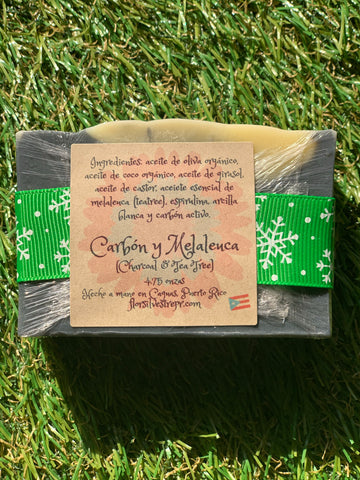 Ingredientes: aceite de oliva orgánico,
aceite de coco orgánico, aceite de girasol,
aceite de castor, aceiete esencial de
melaleuca (teatree), espirulina, arcilla
blanca y carbón activo.
Carbón y Melaleuca
(Charcoal & Tea Tree)
4.75 onzas
Hecho a mano en Caguas, Puerto Rico
florsilvestrepr.com